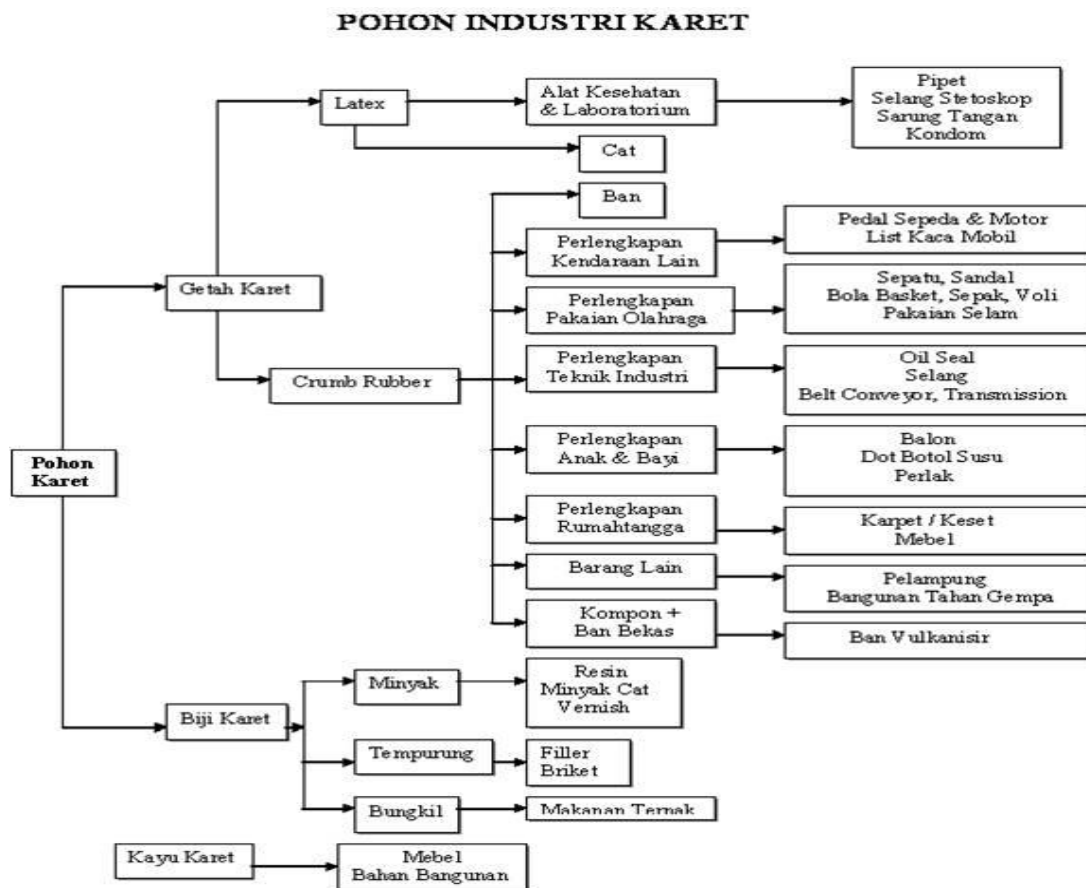 POHON INDUSTRI KARET
Latex
Alat Kesehatan
& Laboratorium
Pipet
Selang Stetoskop
Sarung Tangan
Kondom
Cat
Ban
Perlengkapan
Kendaraan Lain
Pedal Sepeda & Motor
List Kaca Mobil
Getah Karet
Perlengkapan
Pakaian Olahraga
Sepatu, Sandal
Bola Basket, Sepak, Voli
Pakaian Selam
Crumb Rubber
Perlengkapan
Teknik Industri
Oil Seal
Selang
Belt Conveyor, Transmission
Pohon
Karet
Perlengkapan
Anak & Bayi
Balon
Dot Botol Susu
Perlak
Perlengkapan
Rumahtangga
Karpet / Keset
Mebel
Barang Lain
Pelampung
Bangunan Tahan Gempa
Kompon +
Ban Bekas
Ban Vulkanisir
Biji Karet
Minyak
Resin
Minyak Cat
Vernish
Tempurung
Filler
Briket
Bungkil
Makanan Ternak
Kayu Karet
Mebel
Bahan Bangunan